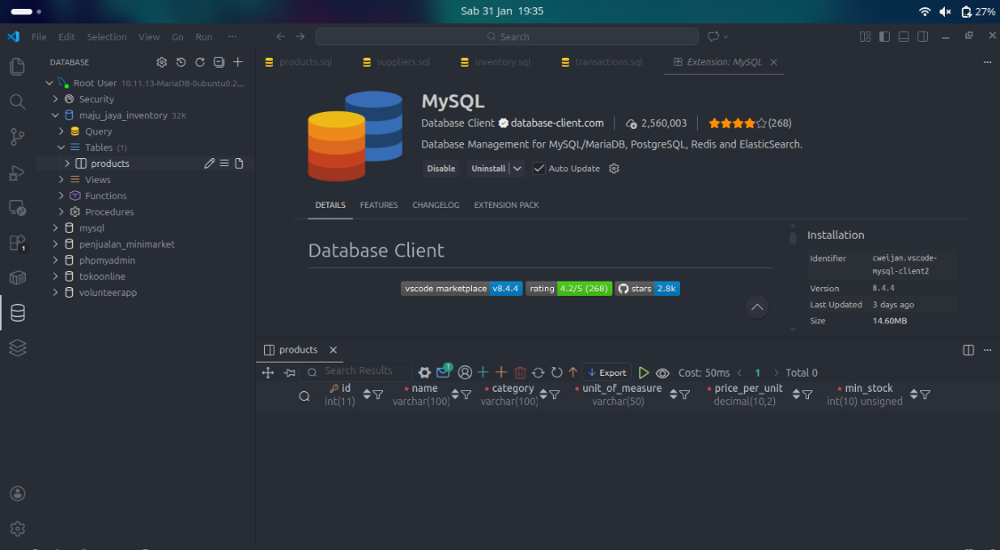 Sab 31 Jan 19:35
27%
File Edit Selection View Go Run ···
Search
DATABASE
products.sql
suppliers.sql
inventory.sql
transactions.sql
Extension: MySQL
Root User 10.11.13-MariaDB-0ubuntu0.2...
Security
maju_jaya_inventory 32K
Query
Tables (1)
products
Views
Functions
Procedures
mysql
penjualan_minimarket
phpmyadmin
tokoonline
volunteerapp
1
MySQL
Database Client database-client.com 2,560,003 (268)
Database Management for MySQL/MariaDB, PostgreSQL, Redis and ElasticSearch.
Disable Uninstall Auto Update
DETAILS FEATURES CHANGELOG EXTENSION PACK
Database Client
vscode marketplace v8.4.4 rating 4.2/5 (268) stars 2.8k
Installation
Identifier cweijan.vscode-
mysql-client2
Version 8.4.4
Last Updated 3 days ago
Size 14.60MB
products
Search Results 1 Export Cost: 50ms 1 Total 0
id * name * category * unit_of_measure * price_per_unit * min_stock
int(11) varchar(100) varchar(100) varchar(50) decimal(10,2) int(10) unsigned